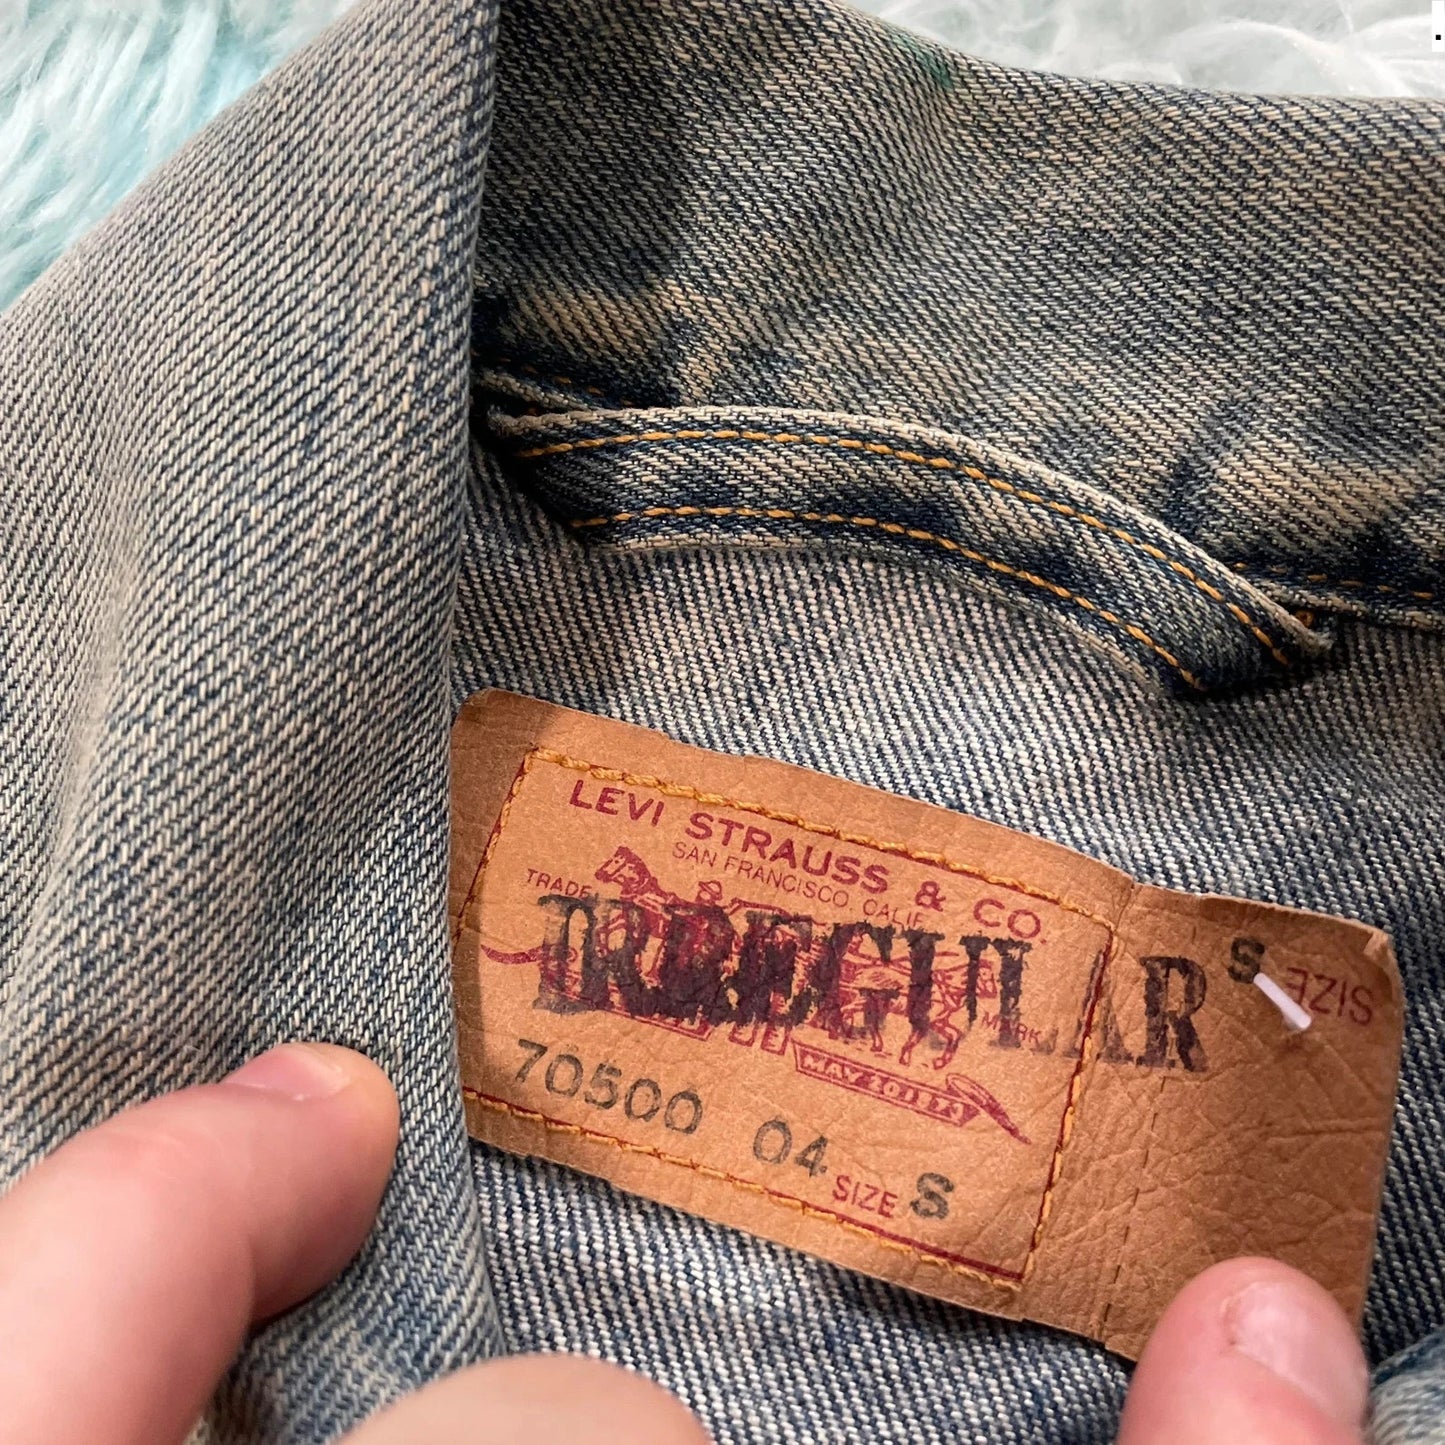 LEVI STRAUSS & CO.
SAN FRANCISCO, CALIF.
TRADE MARK
IRREGULAR
MAY 20 1873
70500 04 SIZE S
S SIZE